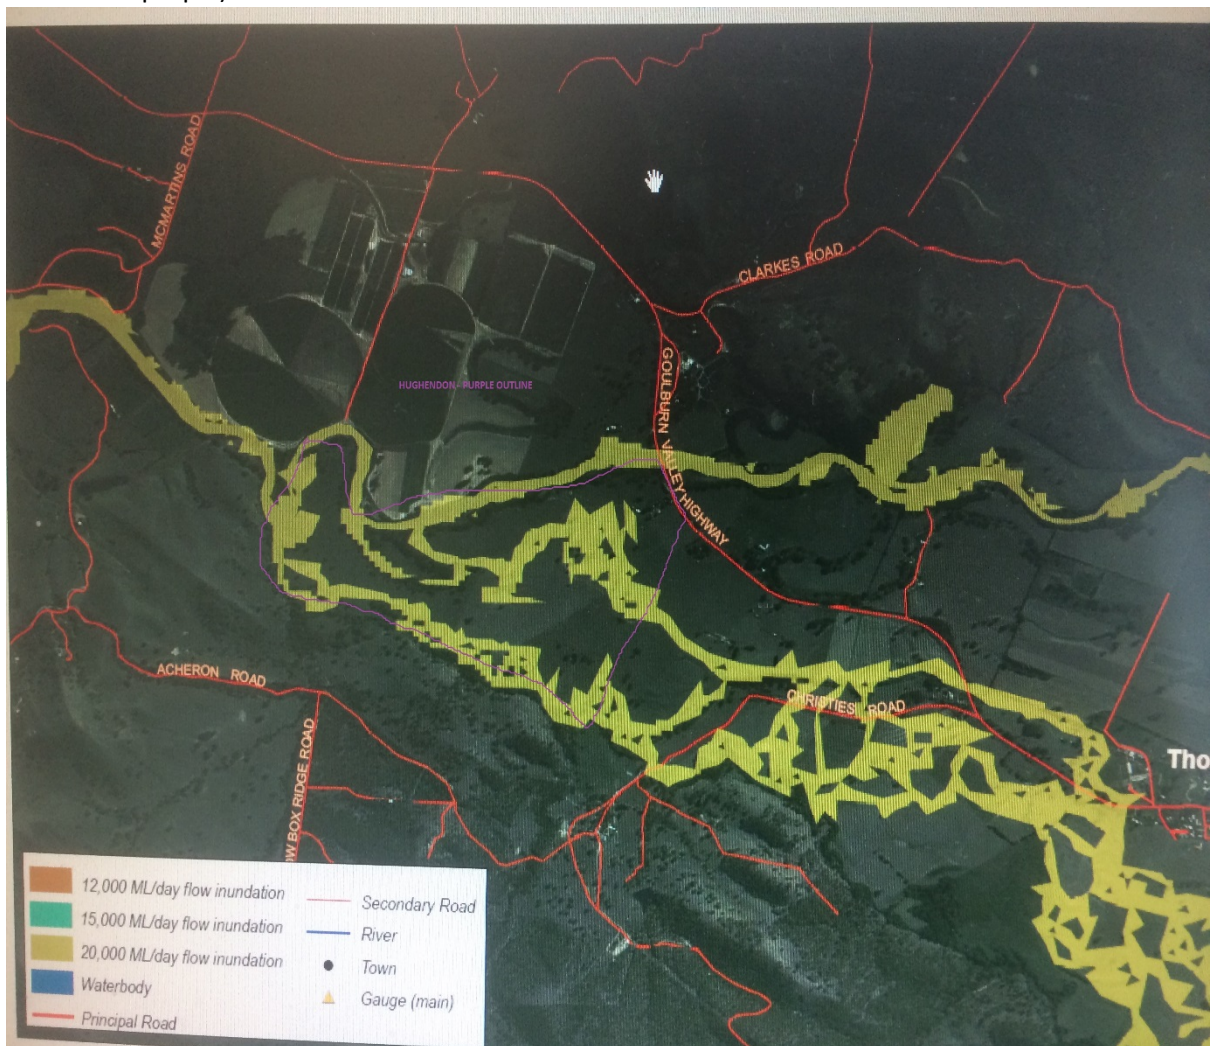 MCMARTINS ROAD
CLARKES ROAD
HUGHENDON - PURPLE OUTLINE
GOULBURN VALLEY HIGHWAY
ACHERON ROAD
CHRISTIES ROAD
Tho
OW BOX RIDGE ROAD
12,000 ML/day flow inundation
15,000 ML/day flow inundation
20,000 ML/day flow inundation
Waterbody
Principal Road
Secondary Road
River
Town
Gauge (main)